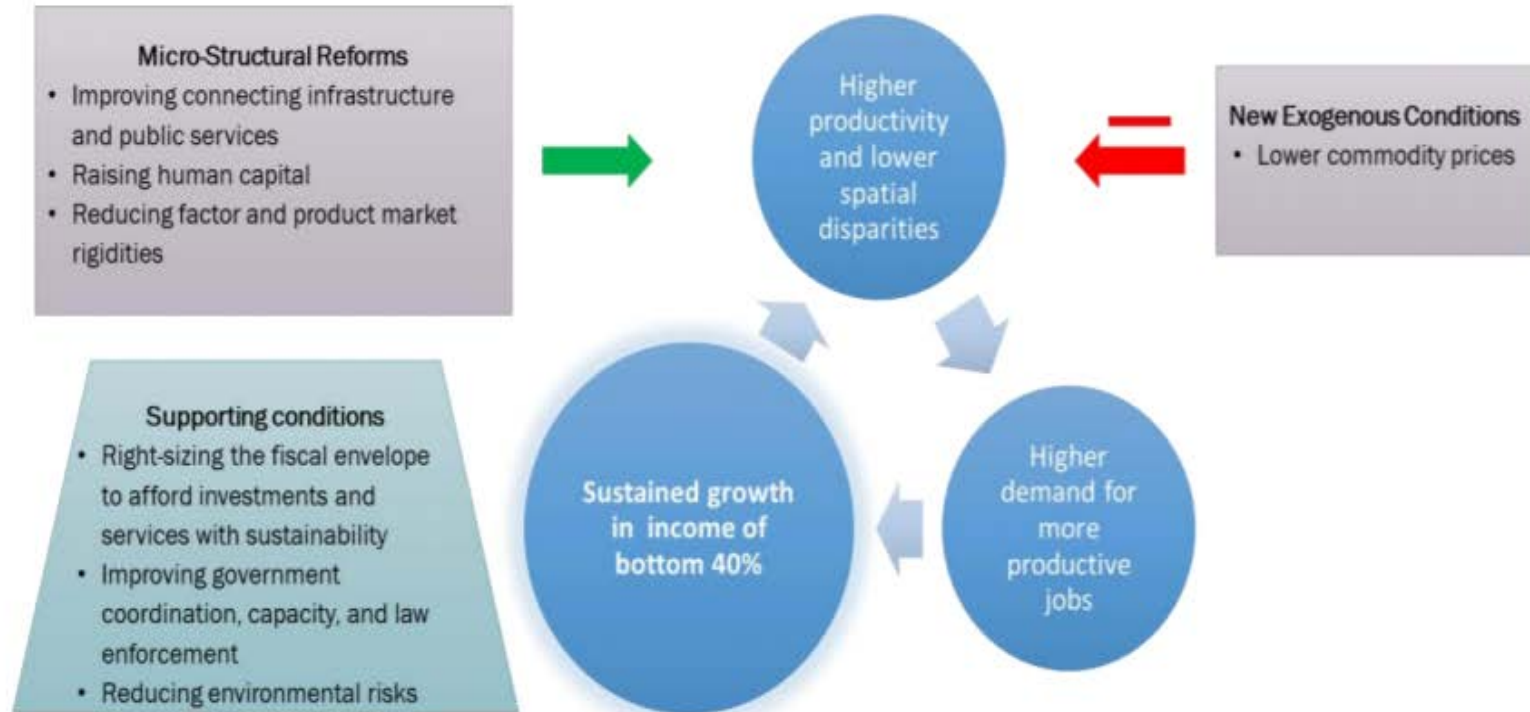 Micro-Structural Reforms
• Improving connecting infrastructure
and public services
• Raising human capital
• Reducing factor and product market
rigidities
Higher
productivity
and lower
spatial
disparities
New Exogenous Conditions
• Lower commodity prices
Supporting conditions
• Right-sizing the fiscal envelope
to afford investments and
services with sustainability
• Improving government
coordination, capacity, and law
enforcement
• Reducing environmental risks
Sustained growth
in income of
bottom 40%
Higher
demand for
more
productive
jobs